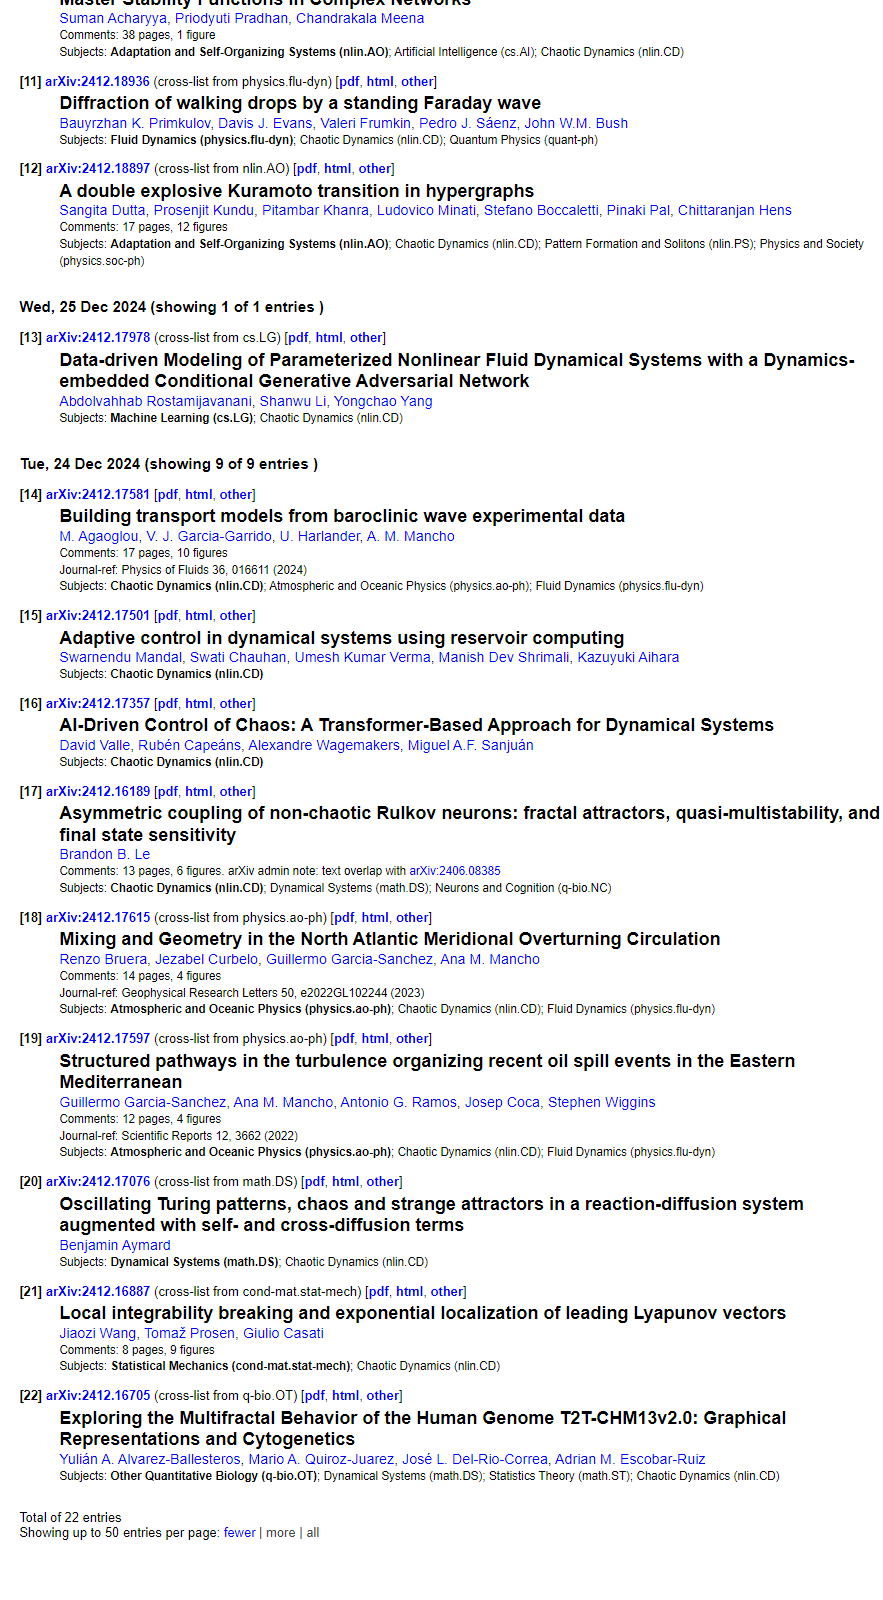 Master Stability Functions in Complex Networks
Suman Acharyya, Priodyuti Pradhan, Chandrakala Meena
Comments: 38 pages, 1 figure
Subjects: Adaptation and Self-Organizing Systems (nlin.AO); Artificial Intelligence (cs.AI); Chaotic Dynamics (nlin.CD)
[11] arXiv:2412.18936 (cross-list from physics.flu-dyn) [pdf, html, other]
Diffraction of walking drops by a standing Faraday wave
Bauyrzhan K. Primkulov, Davis J. Evans, Valeri Frumkin, Pedro J. Sáenz, John W.M. Bush
Subjects: Fluid Dynamics (physics.flu-dyn); Chaotic Dynamics (nlin.CD); Quantum Physics (quant-ph)
[12] arXiv:2412.18897 (cross-list from nlin.AO) [pdf, html, other]
A double explosive Kuramoto transition in hypergraphs
Sangita Dutta, Prosenjit Kundu, Pitambar Khanra, Ludovico Minati, Stefano Boccaletti, Pinaki Pal, Chittaranjan Hens
Comments: 17 pages, 12 figures
Subjects: Adaptation and Self-Organizing Systems (nlin.AO); Chaotic Dynamics (nlin.CD); Pattern Formation and Solitons (nlin.PS); Physics and Society
(physics.soc-ph)
Wed, 25 Dec 2024 (showing 1 of 1 entries )
[13] arXiv:2412.17978 (cross-list from cs.LG) [pdf, html, other]
Data-driven Modeling of Parameterized Nonlinear Fluid Dynamical Systems with a Dynamics-
embedded Conditional Generative Adversarial Network
Abdolvahhab Rostamijavanani, Shanwu Li, Yongchao Yang
Subjects: Machine Learning (cs.LG); Chaotic Dynamics (nlin.CD)
Tue, 24 Dec 2024 (showing 9 of 9 entries )
[14] arXiv:2412.17581 [pdf, html, other]
Building transport models from baroclinic wave experimental data
M. Agaoglou, V. J. Garcia-Garrido, U. Harlander, A. M. Mancho
Comments: 17 pages, 10 figures
Journal-ref: Physics of Fluids 36, 016611 (2024)
Subjects: Chaotic Dynamics (nlin.CD); Atmospheric and Oceanic Physics (physics.ao-ph); Fluid Dynamics (physics.flu-dyn)
[15] arXiv:2412.17501 [pdf, html, other]
Adaptive control in dynamical systems using reservoir computing
Swarnendu Mandal, Swati Chauhan, Umesh Kumar Verma, Manish Dev Shrimali, Kazuyuki Aihara
Subjects: Chaotic Dynamics (nlin.CD)
[16] arXiv:2412.17357 [pdf, html, other]
AI-Driven Control of Chaos: A Transformer-Based Approach for Dynamical Systems
David Valle, Rubén Capeáns, Alexandre Wagemakers, Miguel A.F. Sanjuán
Subjects: Chaotic Dynamics (nlin.CD)
[17] arXiv:2412.16189 [pdf, html, other]
Asymmetric coupling of non-chaotic Rulkov neurons: fractal attractors, quasi-multistability, and
final state sensitivity
Brandon B. Le
Comments: 13 pages, 6 figures. arXiv admin note: text overlap with arXiv:2406.08385
Subjects: Chaotic Dynamics (nlin.CD); Dynamical Systems (math.DS); Neurons and Cognition (q-bio.NC)
[18] arXiv:2412.17615 (cross-list from physics.ao-ph) [pdf, html, other]
Mixing and Geometry in the North Atlantic Meridional Overturning Circulation
Renzo Bruera, Jezabel Curbelo, Guillermo Garcia-Sanchez, Ana M. Mancho
Comments: 14 pages, 4 figures
Journal-ref: Geophysical Research Letters 50, e2022GL102244 (2023)
Subjects: Atmospheric and Oceanic Physics (physics.ao-ph); Chaotic Dynamics (nlin.CD); Fluid Dynamics (physics.flu-dyn)
[19] arXiv:2412.17597 (cross-list from physics.ao-ph) [pdf, html, other]
Structured pathways in the turbulence organizing recent oil spill events in the Eastern
Mediterranean
Guillermo Garcia-Sanchez, Ana M. Mancho, Antonio G. Ramos, Josep Coca, Stephen Wiggins
Comments: 12 pages, 4 figures
Journal-ref: Scientific Reports 12, 3662 (2022)
Subjects: Atmospheric and Oceanic Physics (physics.ao-ph); Chaotic Dynamics (nlin.CD); Fluid Dynamics (physics.flu-dyn)
[20] arXiv:2412.17076 (cross-list from math.DS) [pdf, html, other]
Oscillating Turing patterns, chaos and strange attractors in a reaction-diffusion system
augmented with self- and cross-diffusion terms
Benjamin Aymard
Subjects: Dynamical Systems (math.DS); Chaotic Dynamics (nlin.CD)
[21] arXiv:2412.16887 (cross-list from cond-mat.stat-mech) [pdf, html, other]
Local integrability breaking and exponential localization of leading Lyapunov vectors
Jiaozi Wang, Tomaž Prosen, Giulio Casati
Comments: 8 pages, 9 figures
Subjects: Statistical Mechanics (cond-mat.stat-mech); Chaotic Dynamics (nlin.CD)
[22] arXiv:2412.16705 (cross-list from q-bio.OT) [pdf, html, other]
Exploring the Multifractal Behavior of the Human Genome T2T-CHM13v2.0: Graphical
Representations and Cytogenetics
Yulián A. Alvarez-Ballesteros, Mario A. Quiroz-Juarez, José L. Del-Rio-Correa, Adrian M. Escobar-Ruiz
Subjects: Other Quantitative Biology (q-bio.OT); Dynamical Systems (math.DS); Statistics Theory (math.ST); Chaotic Dynamics (nlin.CD)
Total of 22 entries
Showing up to 50 entries per page: fewer | more | all